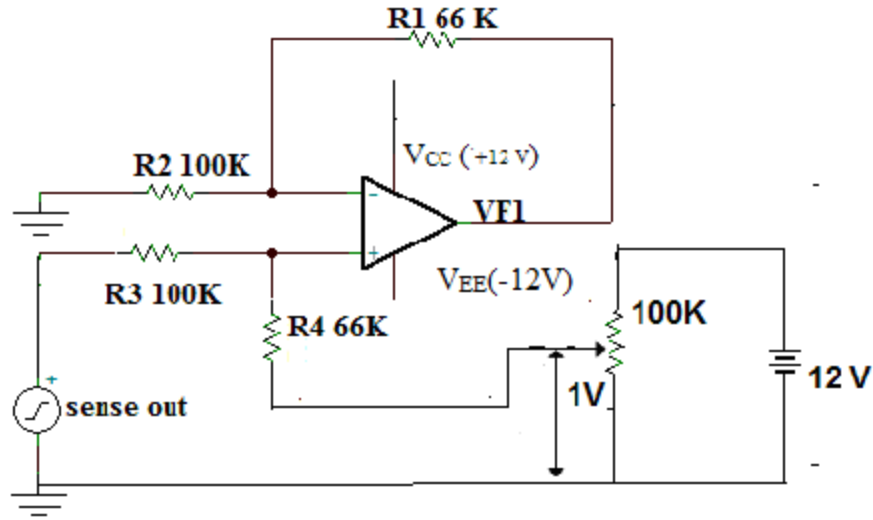 R1 66 K
VCC (+12 V)
R2 100K
-
VF1
+
R3 100K
VEE(-12V)
R4 66K
100K
1V
12 V
+
sense out